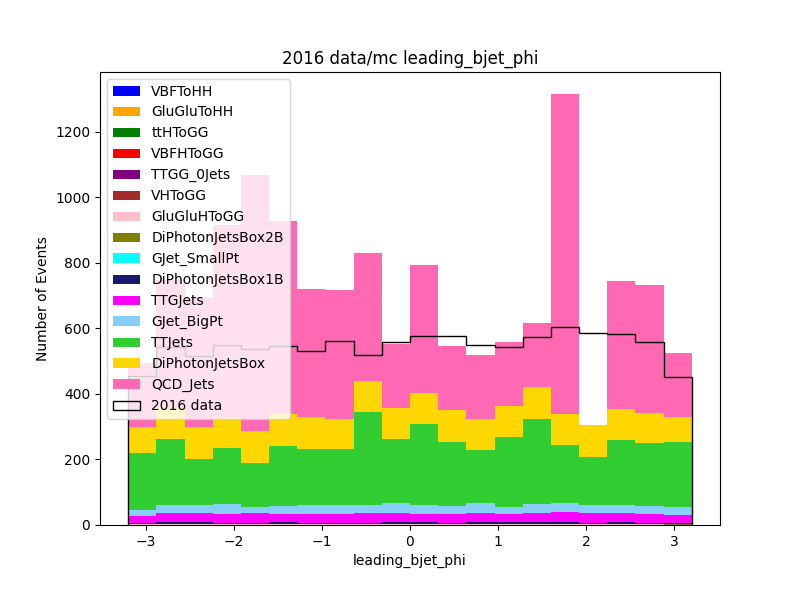 2016 data/mc leading_bjet_phi
Number of Events
1200
1000
800
600
400
200
0
VBFToHH
GluGluToHH
ttHToGG
VBFHToGG
TTGG_0Jets
VHToGG
GluGluHToGG
DiPhotonJetsBox2B
GJet_SmallPt
DiPhotonJetsBox1B
TTGJets
GJet_BigPt
TTJets
DiPhotonJetsBox
QCD_Jets
2016 data
−3 −2 −1 0 1 2 3
leading_bjet_phi